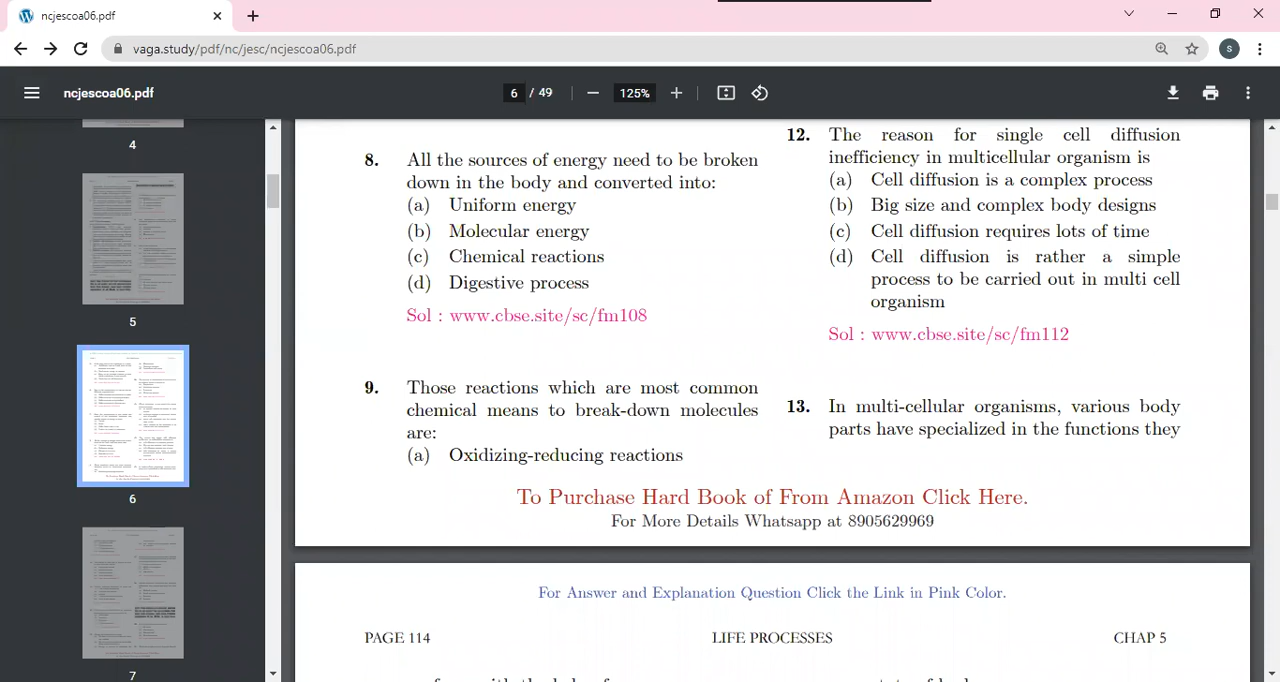 ncjescoa06.pdf
vaga.study/pdf/nc/jesc/ncjescoa06.pdf
S
ncjescoa06.pdf
6 / 49
125%
4
5
6
7
8. All the sources of energy need to be broken
down in the body and converted into:
(a) Uniform energy
(b) Molecular energy
(c) Chemical reactions
(d) Digestive process
Sol : www.cbse.site/sc/fm108
9. Those reactions which are most common
chemical means to break-down molecules
are
(a) Oxidizing-reducing reactions
12. The reason for single cell diffusion
inefficiency in multicellular organism is
(a) Cell diffusion is a complex process
(b) Big size and complex body designs
(c) Cell diffusion requires lots of time
(d) Cell diffusion is rather a simple
process to be carried out in multi cell
organism
Sol : www.cbse.site/sc/fm112
13. In multi-cellular organisms, various body
parts have specialized in the functions they
To Purchase Hard Book of From Amazon Click Here.
For More Details Whatsapp at 8905629969
For Answer and Explanation Question Click the Link in Pink Color.
PAGE 114
LIFE PROCESSES
CHAP 5